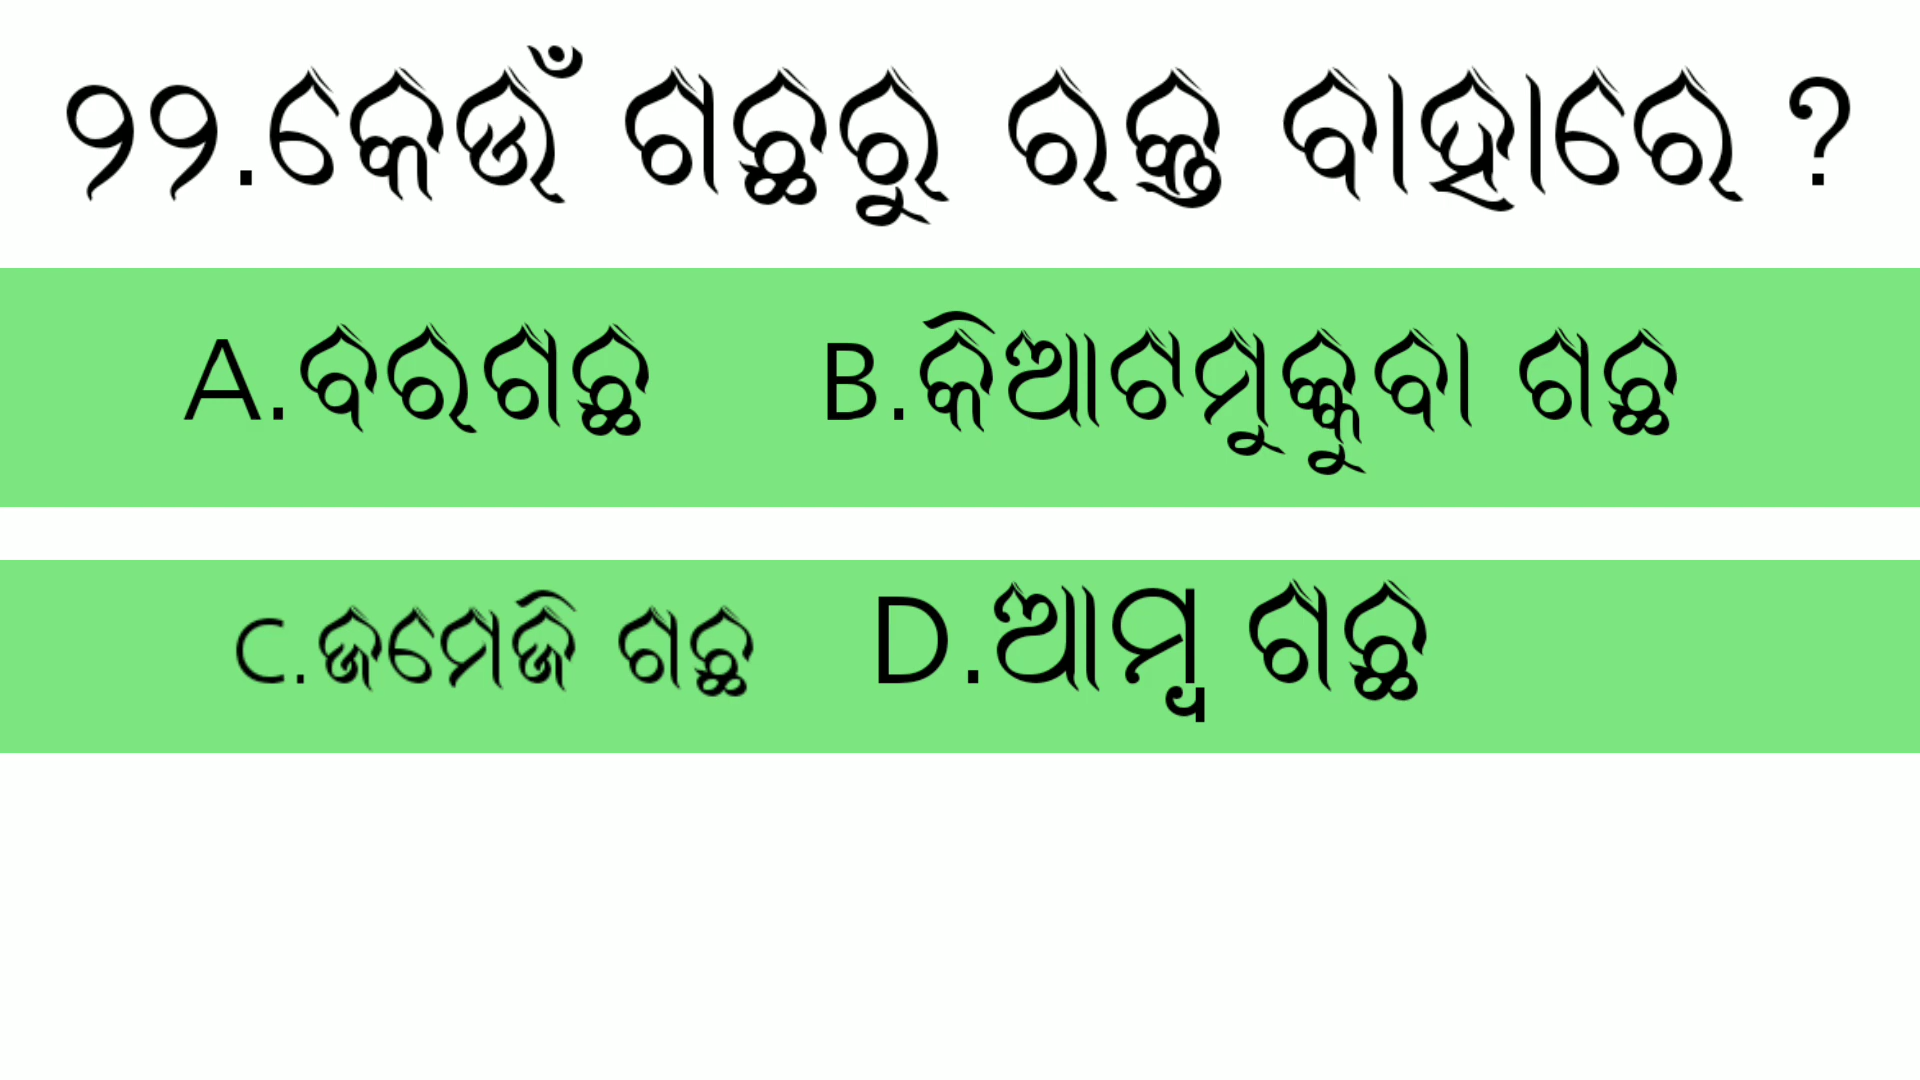 ୨୨.କେଉଁ ଗଛରୁ ରକ୍ତ ବାହାରେ ?
A.ବରଗଛ B.କିଆଟମୁକ୍କୁବା ଗଛ
C.ଜମେଜି ଗଛ D.ଆମ୍ବ ଗଛ